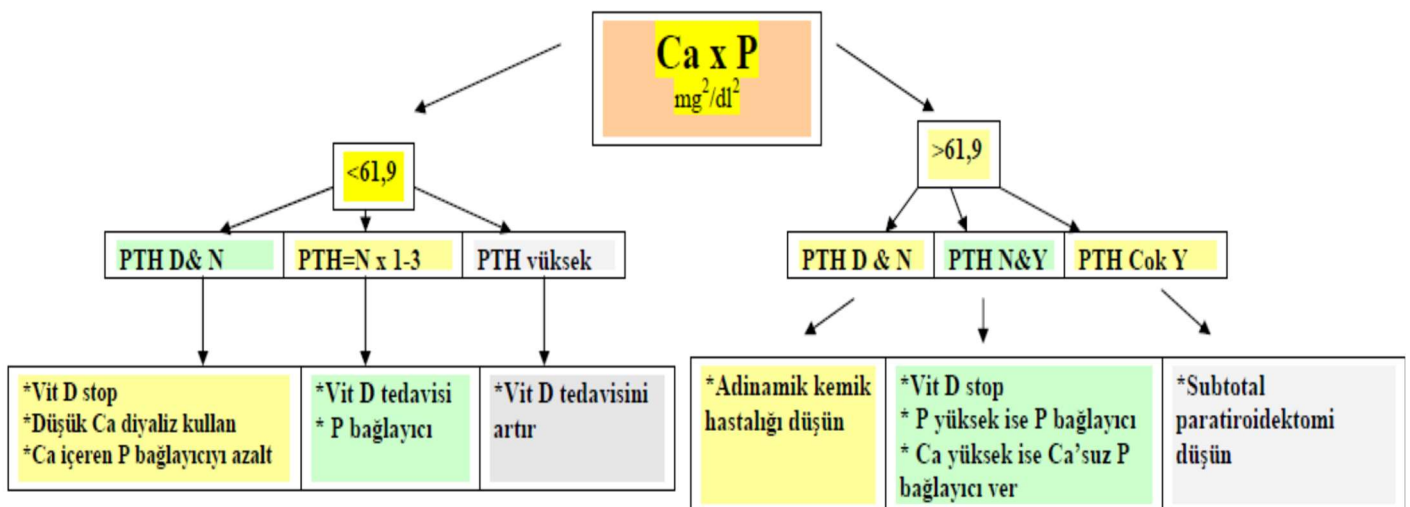 Ca x P
mg²/dl²
<61,9
>61,9
PTH D& N
PTH=N x 1-3
PTH yüksek
PTH D & N
PTH N&Y
PTH Cok Y
*Vit D stop
*Düşük Ca diyaliz kullan
*Ca içeren P bağlayıcıyı azalt
*Vit D tedavisi
* P bağlayıcı
*Vit D tedavisini
artır
*Adinamik kemik
hastalığı düşün
*Vit D stop
* P yüksek ise P bağlayıcı
* Ca yüksek ise Ca’suz P
bağlayıcı ver
*Subtotal
paratiroidektomi
düşün